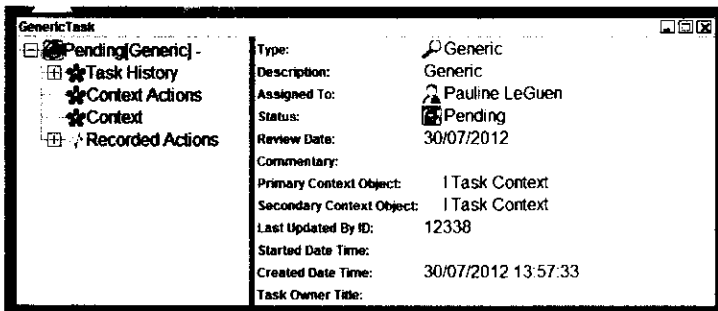 GenericTask
Pending[Generic] -
Task History
Context Actions
Context
Recorded Actions
Type: Generic
Description: Generic
Assigned To: Pauline LeGuen
Status: Pending
Review Date: 30/07/2012
Commentary:
Primary Context Object: I Task Context
Secondary Context Object: I Task Context
Last Updated By ID: 12338
Started Date Time:
Created Date Time: 30/07/2012 13:57:33
Task Owner Title: